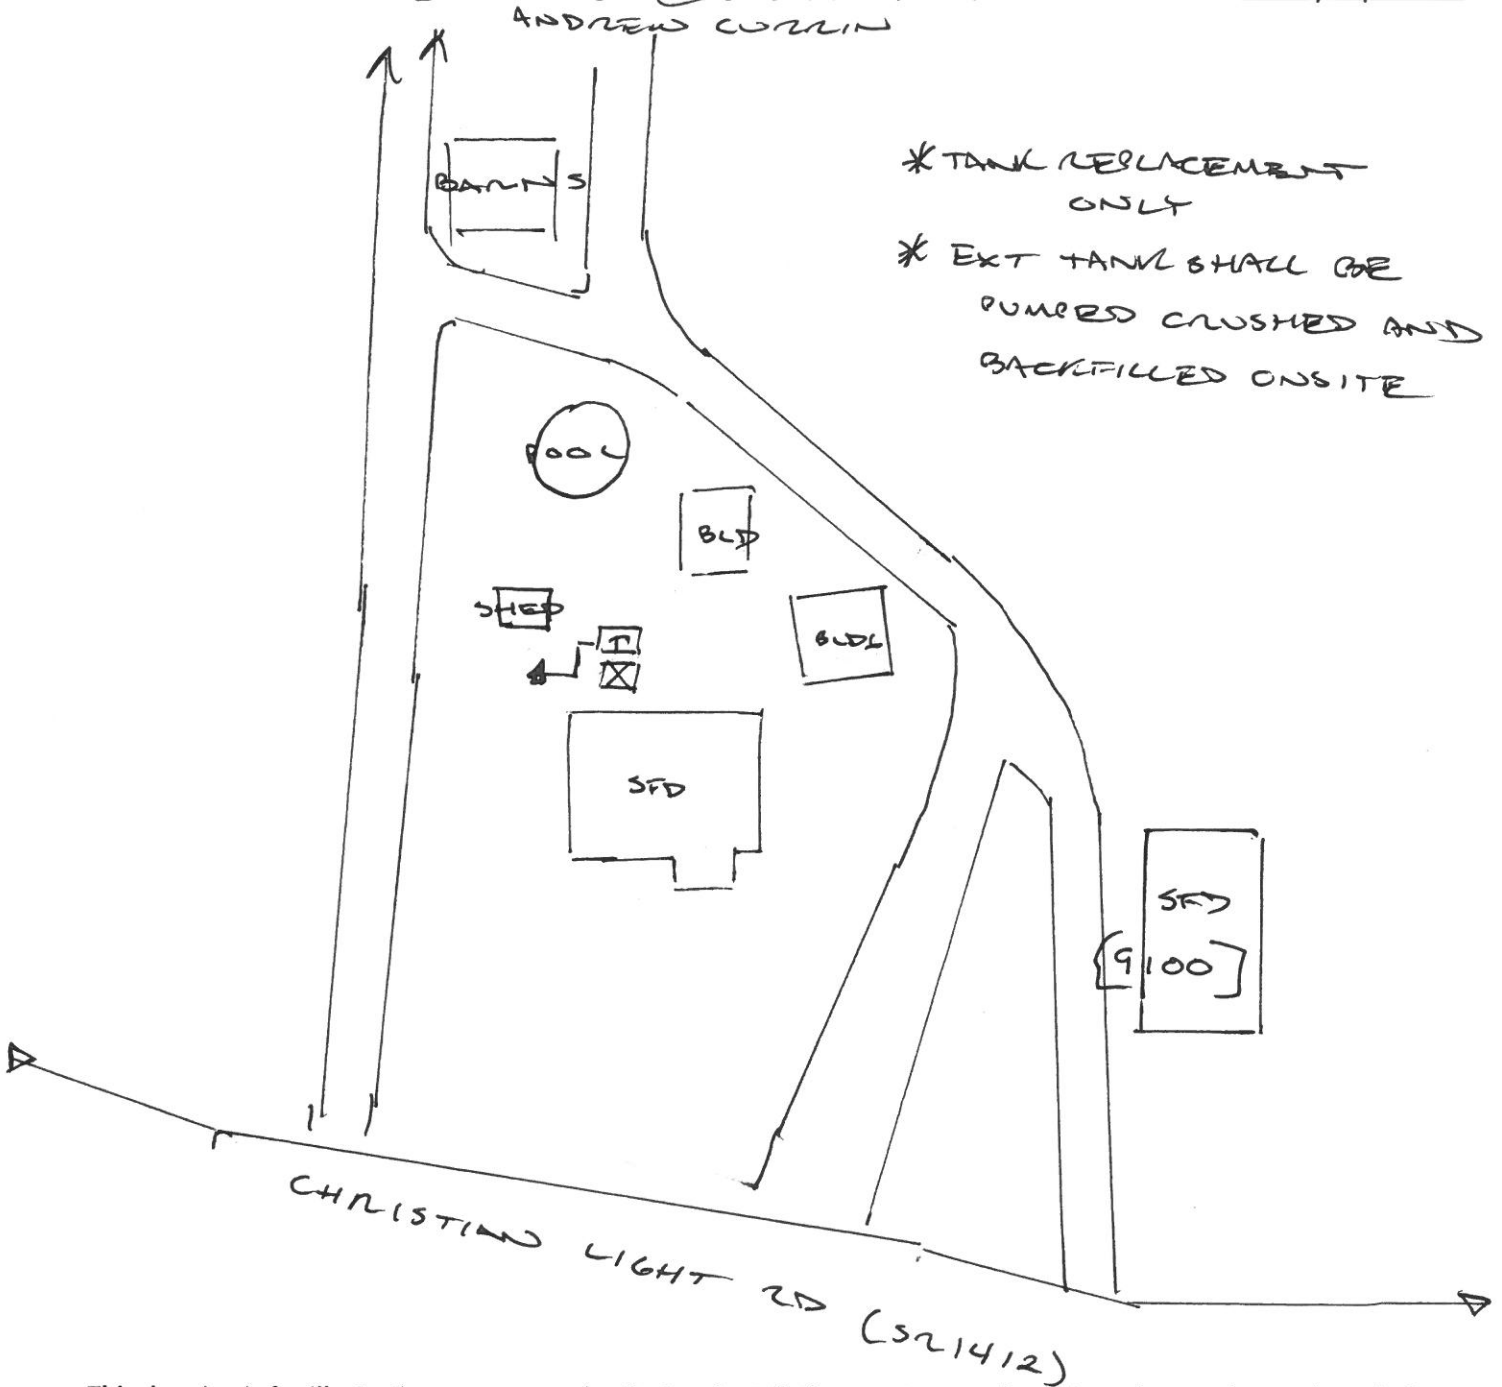 ANDREW CURRIN
* TANK REPLACEMENT
ONLY
* EXT TANK SHALL BE
PUMPED CRUSHED AND
BACKFILLED ONSITE
BARNS
POOL
BLD
SHED
T
BLDG
SFD
SFD
[9100]
CHRISTIAN LIGHT RD (SR1412)